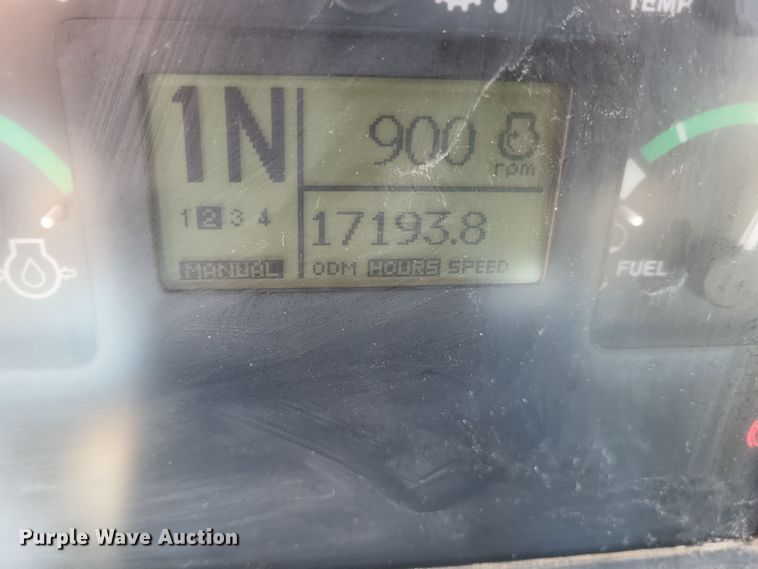 TEMP
1N
900
rpm
1 2 3 4
17193.8
MANUAL
ODM HOURS SPEED
FUEL
Purple Wave Auction